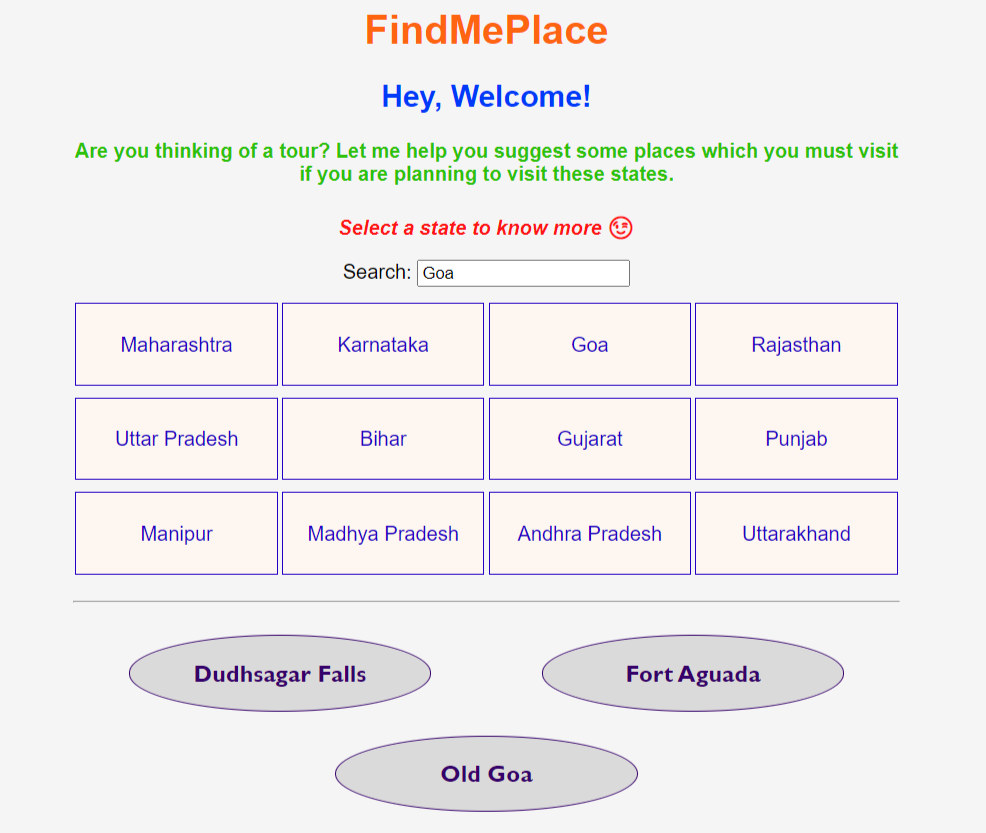 FindMePlace
Hey, Welcome!
Are you thinking of a tour? Let me help you suggest some places which you must visit
if you are planning to visit these states.
Select a state to know more 😉
Search: Goa
Maharashtra Karnataka Goa Rajasthan
Uttar Pradesh Bihar Gujarat Punjab
Manipur Madhya Pradesh Andhra Pradesh Uttarakhand
Dudhsagar Falls Fort Aguada
Old Goa